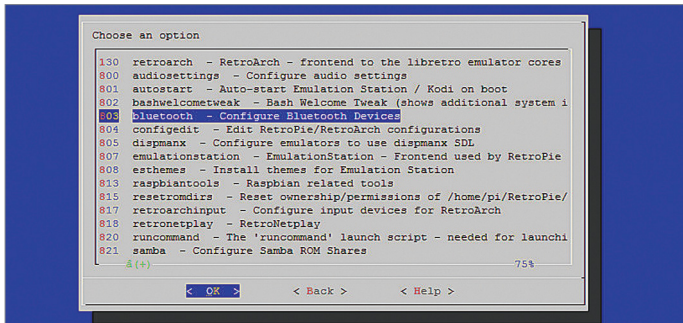 Choose an option
130 retroarch - RetroArch - frontend to the libretro emulator cores
800 audiosettings - Configure audio settings
801 autostart - Auto-start Emulation Station / Kodi on boot
802 bashwelcometweak - Bash Welcome Tweak (shows additional system i
803 bluetooth - Configure Bluetooth Devices
804 configedit - Edit RetroPie/RetroArch configurations
805 dispmanx - Configure emulators to use dispmanx SDL
807 emulationstation - EmulationStation - Frontend used by RetroPie
808 esthemes - Install themes for Emulation Station
813 raspbiantools - Raspbian related tools
815 resetromdirs - Reset ownership/permissions of /home/pi/RetroPie/
817 retroarchinput - Configure input devices for RetroArch
818 retronetplay - RetroNetplay
820 runcommand - The 'runcommand' launch script - needed for launchi
821 samba - Configure Samba ROM Shares
(+) 75%
< OK > < Back > < Help >